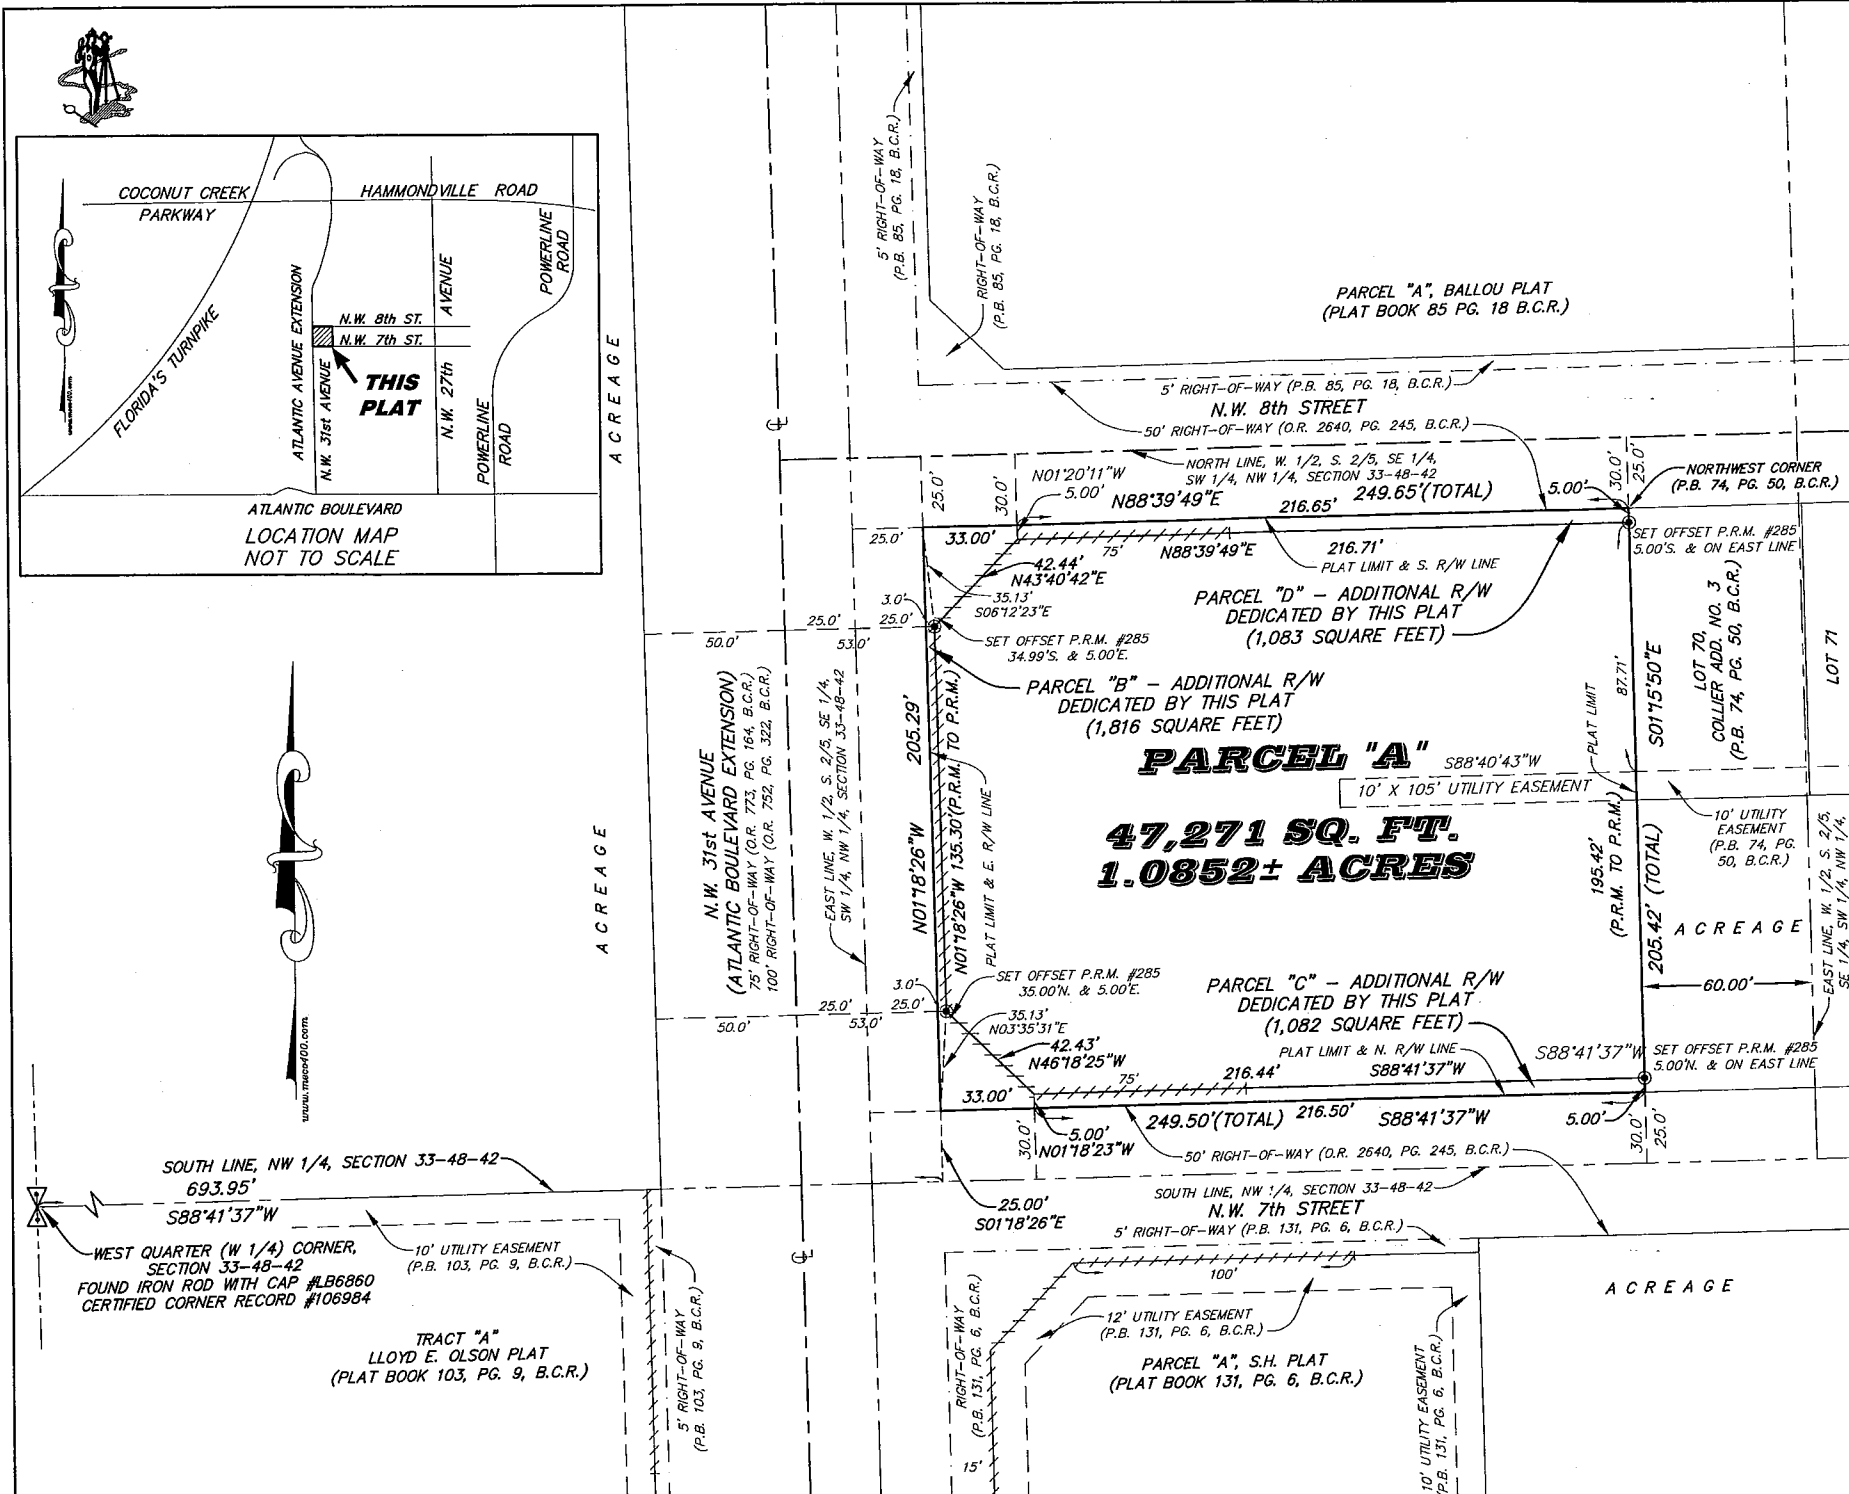 COCONUT CREEK
PARKWAY
HAMMONDVILLE ROAD
POWERLINE
ROAD
AVENUE
N.W. 27th
N.W. 8th ST.
N.W. 7th ST.
ATLANTIC AVENUE EXTENSION
N.W. 31st AVENUE
FLORIDA'S TURNPIKE
THIS
PLAT
POWERLINE
ROAD
www.maco400.com
ATLANTIC BOULEVARD
LOCATION MAP
NOT TO SCALE
ACREAGE
ACREAGE
www.maco400.com
5' RIGHT-OF-WAY
(P.B. 85, PG. 18, B.C.R.)
RIGHT-OF-WAY
(P.B. 85, PG. 18, B.C.R.)
PARCEL "A", BALLOU PLAT
(PLAT BOOK 85 PG. 18 B.C.R.)
5' RIGHT-OF-WAY (P.B. 85, PG. 18, B.C.R.)
N.W. 8th STREET
50' RIGHT-OF-WAY (O.R. 2640, PG. 245, B.C.R.)
NORTH LINE, W. 1/2, S. 2/5, SE 1/4,
SW 1/4, NW 1/4, SECTION 33-48-42
25.0'
30.0'
N01°20'11"W
5.00'
N88°39'49"E
216.65'
249.65'(TOTAL)
5.00'
30.0'
25.0'
NORTHWEST CORNER
(P.B. 74, PG. 50, B.C.R.)
25.0'
33.00'
75'
N88°39'49"E
216.71'
PLAT LIMIT & S. R/W LINE
SET OFFSET P.R.M. #285
5.00'S. & ON EAST LINE
42.44'
N43°40'42"E
35.13'
S06°12'23"E
3.0'
25.0'
25.0'
50.0'
53.0'
SET OFFSET P.R.M. #285
34.99'S. & 5.00'E.
PARCEL "D" - ADDITIONAL R/W
DEDICATED BY THIS PLAT
(1,083 SQUARE FEET)
PARCEL "B" - ADDITIONAL R/W
DEDICATED BY THIS PLAT
(1,816 SQUARE FEET)
PARCEL "A"
47,271 SQ. FT.
1.0852± ACRES
S88°40'43"W
10' X 105' UTILITY EASEMENT
N.W. 31st AVENUE
(ATLANTIC BOULEVARD EXTENSION)
75' RIGHT-OF-WAY (O.R. 773, PG. 164, B.C.R.)
100' RIGHT-OF-WAY (O.R. 752, PG. 322, B.C.R.)
EAST LINE, W. 1/2, S. 2/5, SE 1/4,
SW 1/4, NW 1/4, SECTION 33-48-42
205.29'
N01°18'26"W
N01°18'26"W 135.30'(P.R.M. TO P.R.M.)
PLAT LIMIT & E. R/W LINE
PLAT LIMIT
87.71'
S01°15'50"E
195.42'
(P.R.M. TO P.R.M.)
205.42' (TOTAL)
LOT 70,
COLLIER ADD. NO. 3
(P.B. 74, PG. 50, B.C.R.)
LOT 71
10' UTILITY
EASEMENT
(P.B. 74, PG.
50, B.C.R.)
ACREAGE
60.00'
EAST LINE, W. 1/2, S. 2/5,
SE 1/4, SW 1/4, NW 1/4,
3.0'
25.0'
25.0'
50.0'
53.0'
SET OFFSET P.R.M. #285
35.00'N. & 5.00'E.
35.13'
N03°35'31"E
42.43'
N46°18'25"W
PARCEL "C" - ADDITIONAL R/W
DEDICATED BY THIS PLAT
(1,082 SQUARE FEET)
PLAT LIMIT & N. R/W LINE
S88°41'37"W
SET OFFSET P.R.M. #285
5.00'N. & ON EAST LINE
33.00'
75'
216.44'
S88°41'37"W
249.50'(TOTAL)
216.50'
S88°41'37"W
5.00'
30.0'
25.0'
30.0'
5.00'
N01°18'23"W
50' RIGHT-OF-WAY (O.R. 2640, PG. 245, B.C.R.)
25.00'
S01°18'26"E
SOUTH LINE, NW 1/4, SECTION 33-48-42
N.W. 7th STREET
5' RIGHT-OF-WAY (P.B. 131, PG. 6, B.C.R.)
SOUTH LINE, NW 1/4, SECTION 33-48-42
693.95'
S88°41'37"W
WEST QUARTER (W 1/4) CORNER,
SECTION 33-48-42
FOUND IRON ROD WITH CAP #LB6860
CERTIFIED CORNER RECORD #106984
10' UTILITY EASEMENT
(P.B. 103, PG. 9, B.C.R.)
TRACT "A"
LLOYD E. OLSON PLAT
(PLAT BOOK 103, PG. 9, B.C.R.)
5' RIGHT-OF-WAY
(P.B. 103, PG. 9, B.C.R.)
RIGHT-OF-WAY
(P.B. 131, PG. 6, B.C.R.)
15'
100'
12' UTILITY EASEMENT
(P.B. 131, PG. 6, B.C.R.)
PARCEL "A", S.H. PLAT
(PLAT BOOK 131, PG. 6, B.C.R.)
10' UTILITY EASEMENT
(P.B. 131, PG. 6, B.C.R.)
ACREAGE